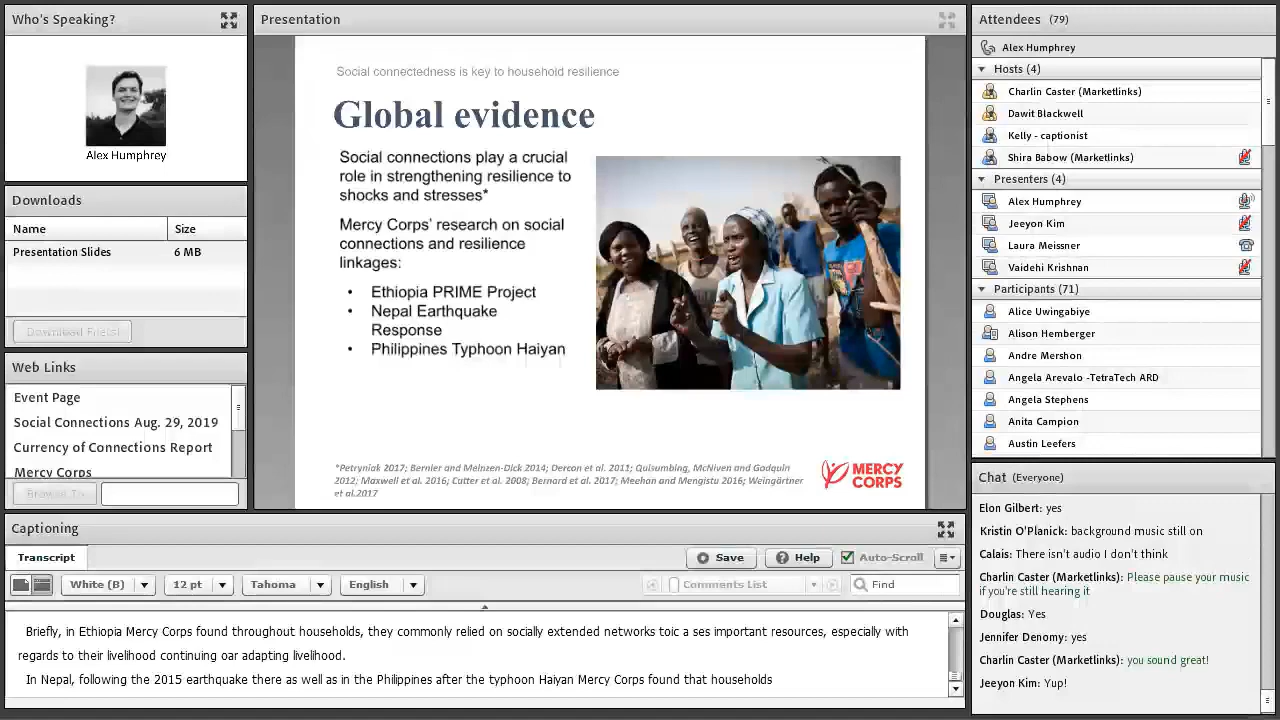 Who's Speaking?
Alex Humphrey
Downloads
Name Size
Presentation Slides 6 MB
Download File(s)
Web Links
Event Page
Social Connections Aug. 29, 2019
Currency of Connections Report
Mercy Corps
Browse To
Presentation
Social connectedness is key to household resilience
Global evidence
Social connections play a crucial
role in strengthening resilience to
shocks and stresses*
Mercy Corps' research on social
connections and resilience
linkages:
• Ethiopia PRIME Project
• Nepal Earthquake
Response
• Philippines Typhoon Haiyan
*Petryniak 2017; Bernier and Meinzen-Dick 2014; Dercon et al. 2011; Quisumbing, McNiven and Godquin
2012; Maxwell et al. 2016; Cutter et al. 2008; Bernard et al. 2017; Meehan and Mengistu 2016; Weingärtner
et al.2017
MERCY
CORPS
Captioning
Transcript
Save Help Auto-Scroll
White (B) 12 pt Tahoma English Comments List Find
Briefly, in Ethiopia Mercy Corps found throughout households, they commonly relied on socially extended networks toic a ses important resources, especially with
regards to their livelihood continuing oar adapting livelihood.
In Nepal, following the 2015 earthquake there as well as in the Philippines after the typhoon Haiyan Mercy Corps found that households
Attendees (79)
Alex Humphrey
Hosts (4)
Charlin Caster (Marketlinks)
Dawit Blackwell
Kelly - captionist
Shira Babow (Marketlinks)
Presenters (4)
Alex Humphrey
Jeeyon Kim
Laura Meissner
Vaidehi Krishnan
Participants (71)
Alice Uwingabiye
Alison Hemberger
Andre Mershon
Angela Arevalo -TetraTech ARD
Angela Stephens
Anita Campion
Austin Leefers
Chat (Everyone)
Elon Gilbert: yes
Kristin O'Planick: background music still on
Calais: There isn't audio I don't think
Charlin Caster (Marketlinks): Please pause your music
if you're still hearing it
Douglas: Yes
Jennifer Denomy: yes
Charlin Caster (Marketlinks): you sound great!
Jeeyon Kim: Yup!